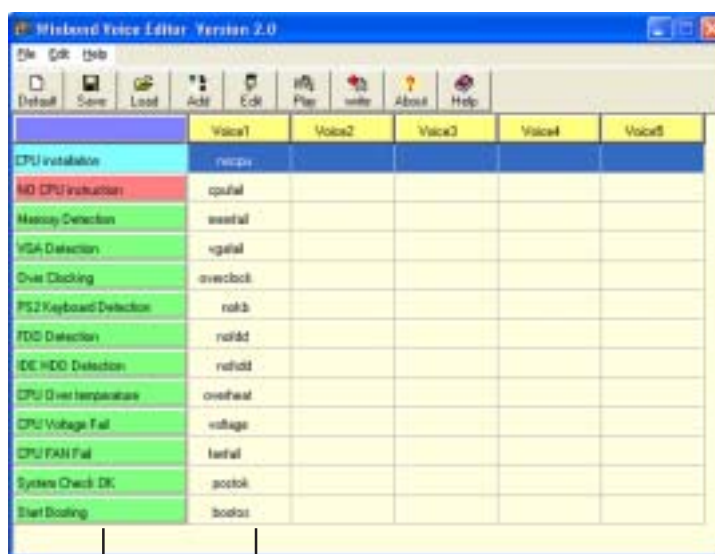 Winbond Voice Editor Version 2.0
File Edit Help
Default Save Load Add Edit Play write About Help
Voice1 Voice2 Voice3 Voice4 Voice5
CPU installation nocpu
NO CPU instruction cpufail
Memory Detection memfail
VGA Detection vgafail
Over Clocking overclock
PS2 Keyboard Detection nokb
FDD Detection nofdd
IDE HDD Detection nohdd
CPU Over temperature overheat
CPU Voltage Fail voltage
CPU FAN Fail fanfail
System Check OK postok
Start Booting bootos